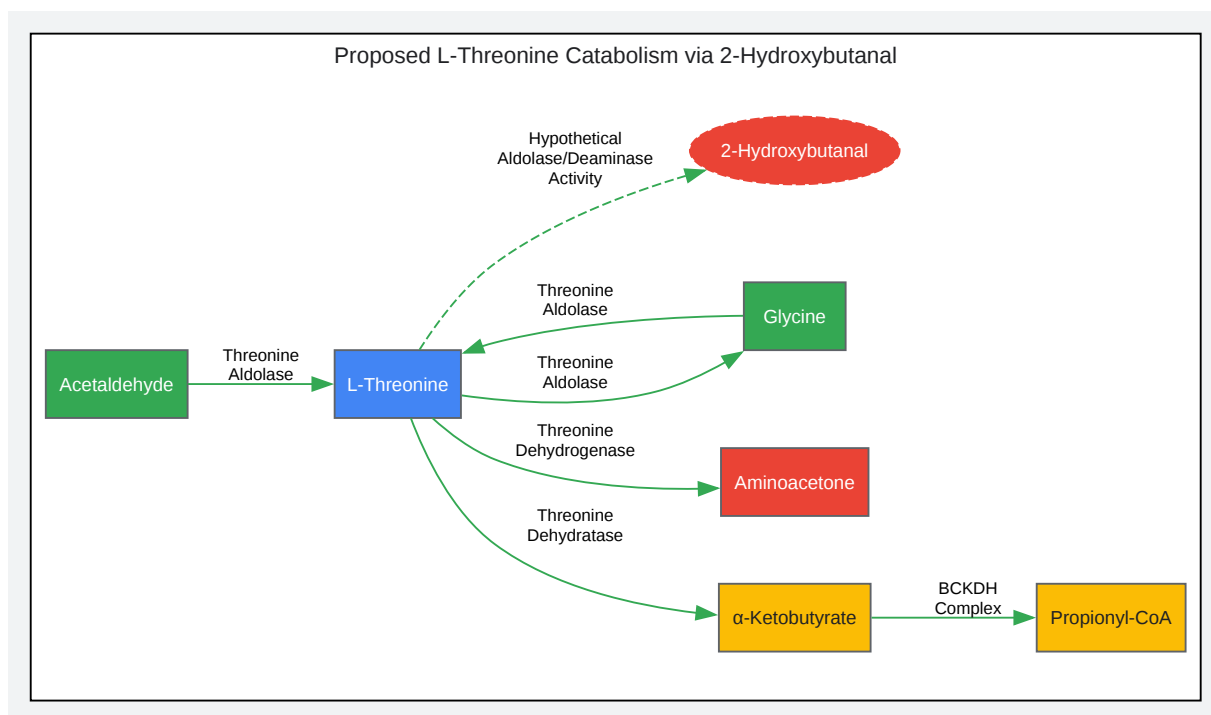 Proposed L-Threonine Catabolism via 2-Hydroxybutanal
Hypothetical
Aldolase/Deaminase
Activity
2-Hydroxybutanal
Threonine
Aldolase
Glycine
Threonine
Aldolase
Acetaldehyde
L-Threonine
Threonine
Aldolase
Threonine
Dehydrogenase
Aminoacetone
Threonine
Dehydratase
α-Ketobutyrate
BCKDH
Complex
Propionyl-CoA